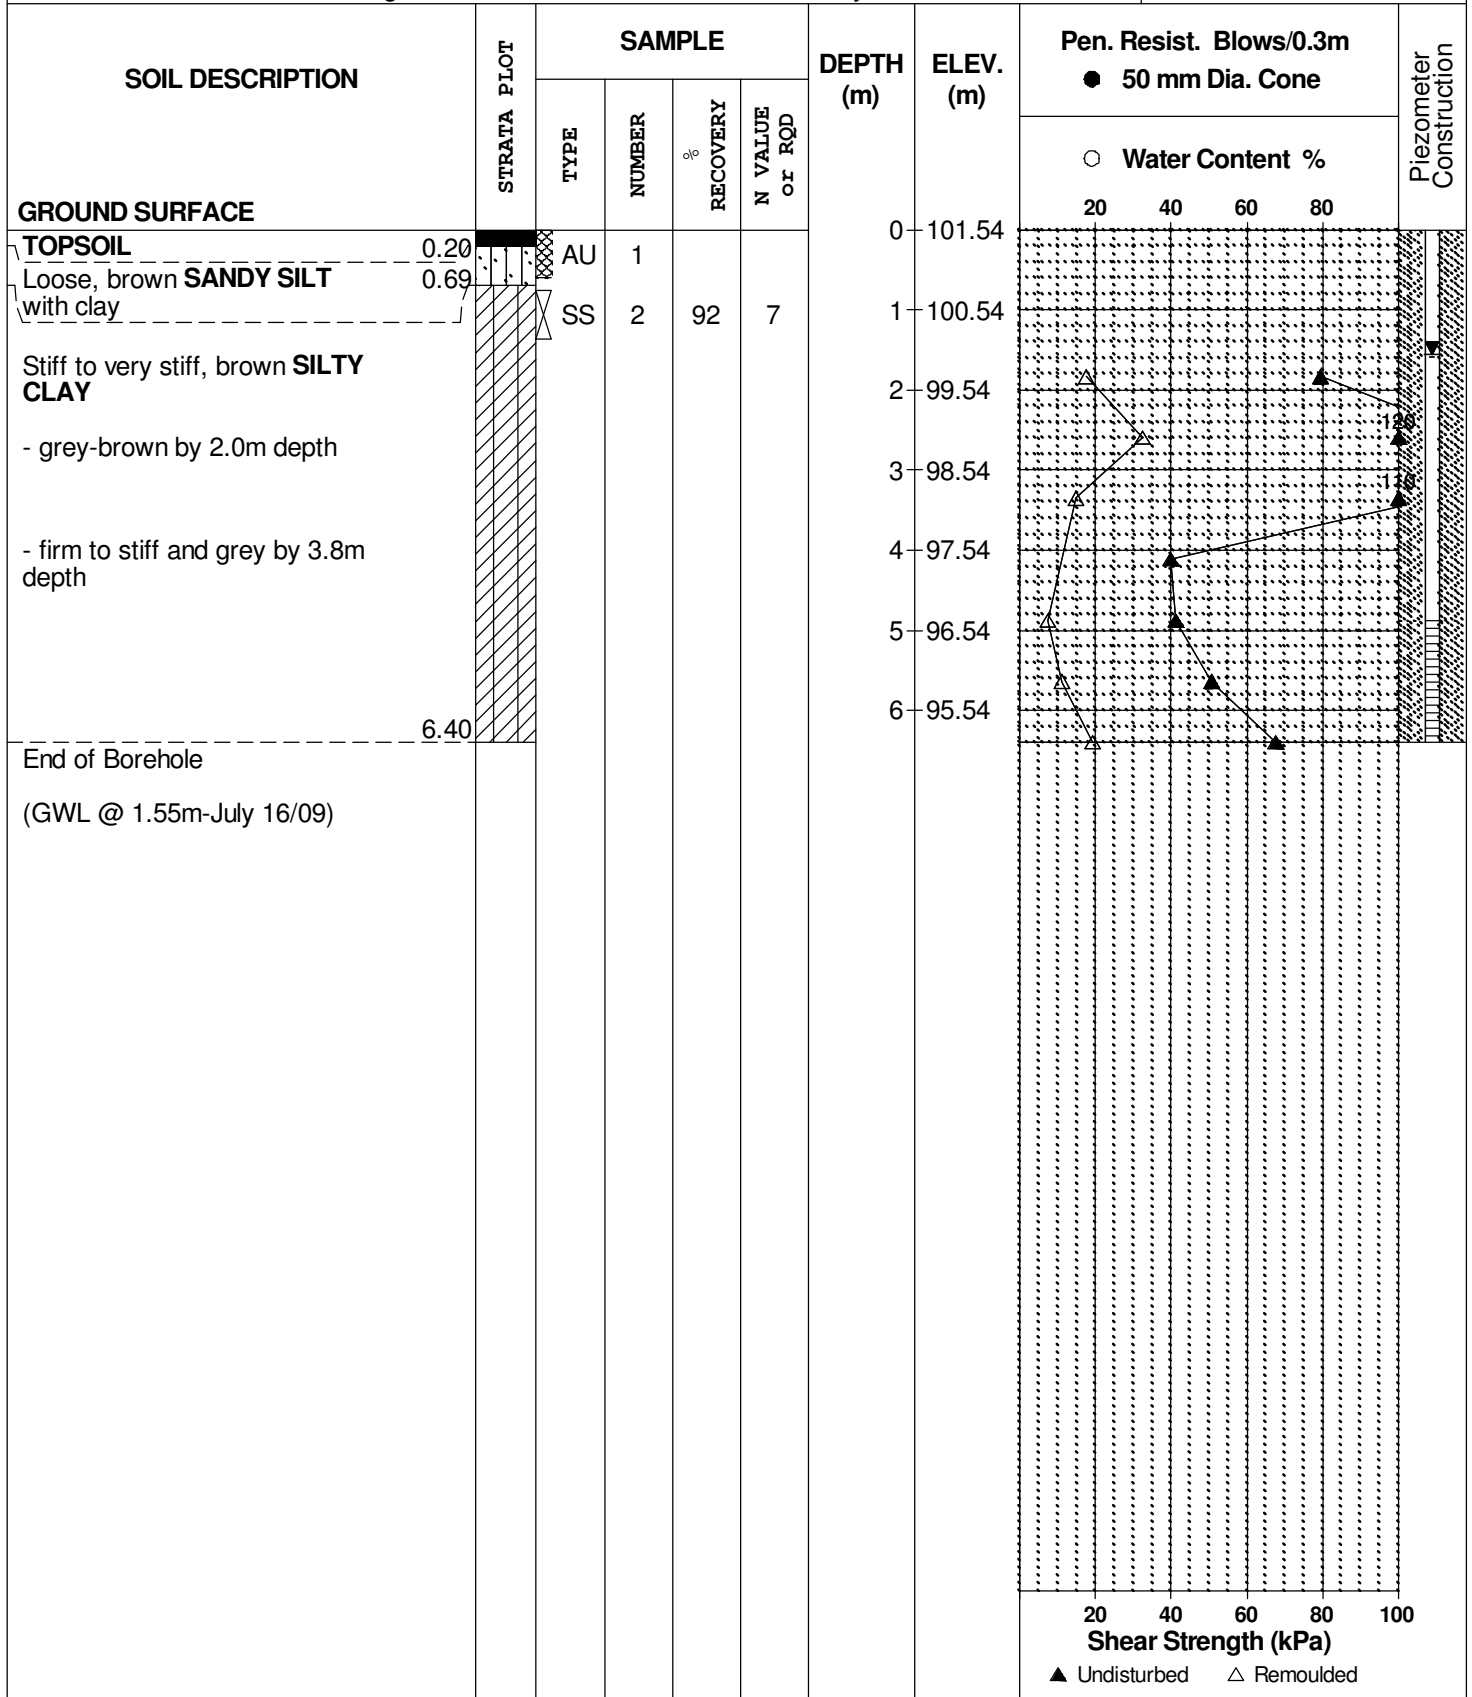 SOIL DESCRIPTION
GROUND SURFACE
STRATA PLOT
SAMPLE
TYPE
NUMBER
% RECOVERY
N VALUE or RQD
DEPTH (m)
ELEV. (m)
Pen. Resist. Blows/0.3m
● 50 mm Dia. Cone
○ Water Content %
20 40 60 80
Piezometer Construction
TOPSOIL 0.20
Loose, brown SANDY SILT 0.69
with clay
Stiff to very stiff, brown SILTY
CLAY
- grey-brown by 2.0m depth
- firm to stiff and grey by 3.8m
depth
6.40
End of Borehole
(GWL @ 1.55m-July 16/09)
AU 1
SS 2 92 7
0 101.54
1 100.54
2 99.54
3 98.54
4 97.54
5 96.54
6 95.54
120
110
20 40 60 80 100
Shear Strength (kPa)
▲ Undisturbed △ Remoulded